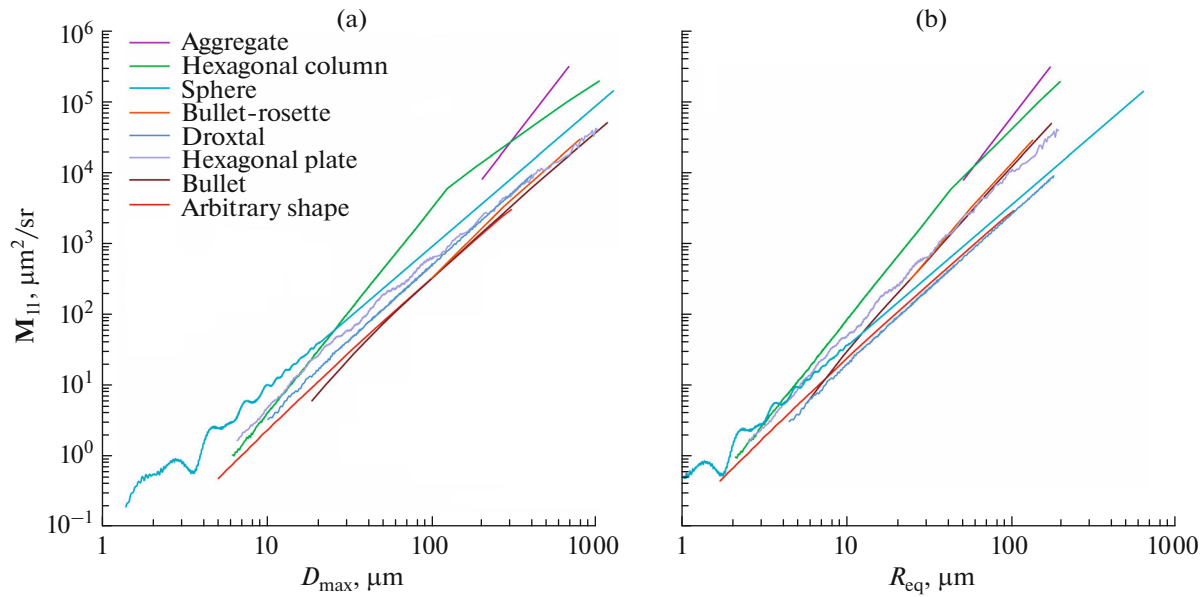 (a)
(b)
10⁶
10⁵
10⁴
10³
10²
10¹
10⁰
10⁻¹
M₁₁, μm²/sr
Aggregate
Hexagonal column
Sphere
Bullet-rosette
Droxtal
Hexagonal plate
Bullet
Arbitrary shape
1 10 100 1000
1 10 100 1000
D_max, μm
R_eq, μm